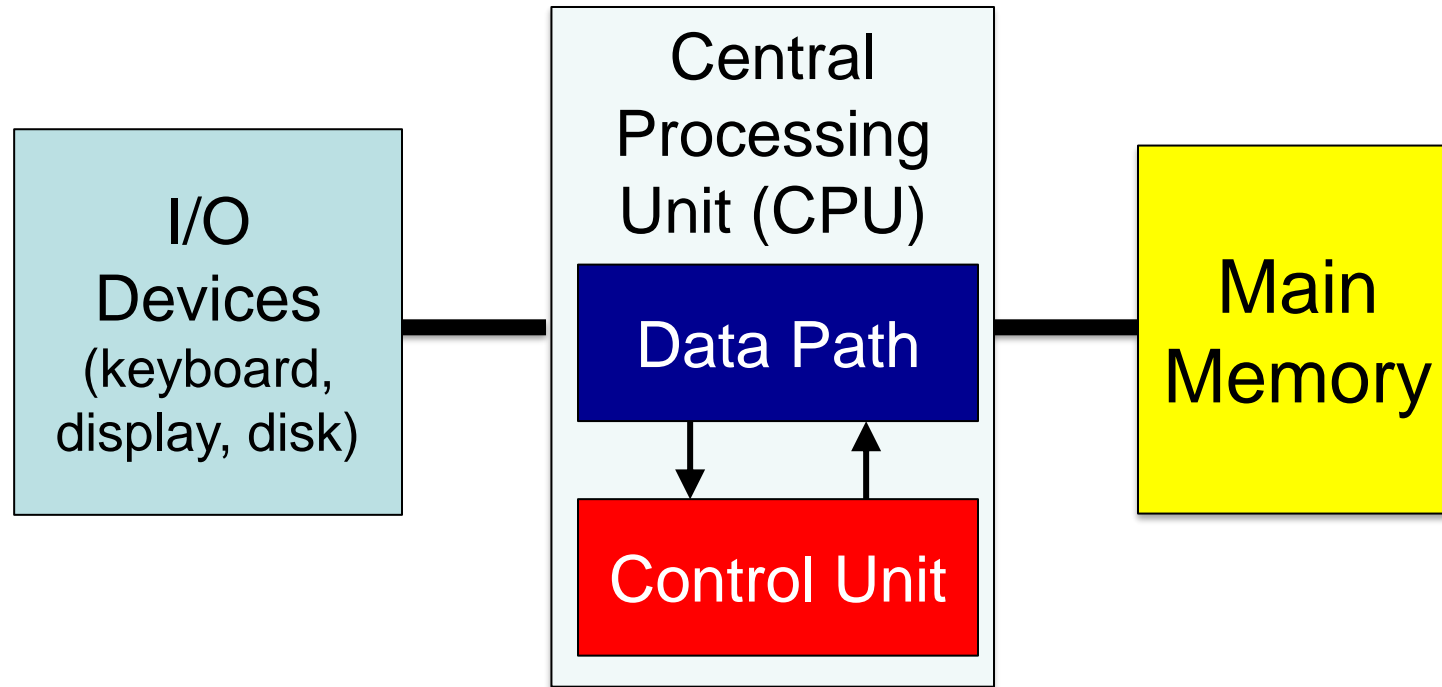 I/O
Devices
(keyboard,
display, disk)
Central
Processing
Unit (CPU)
Data Path
Control Unit
Main
Memory